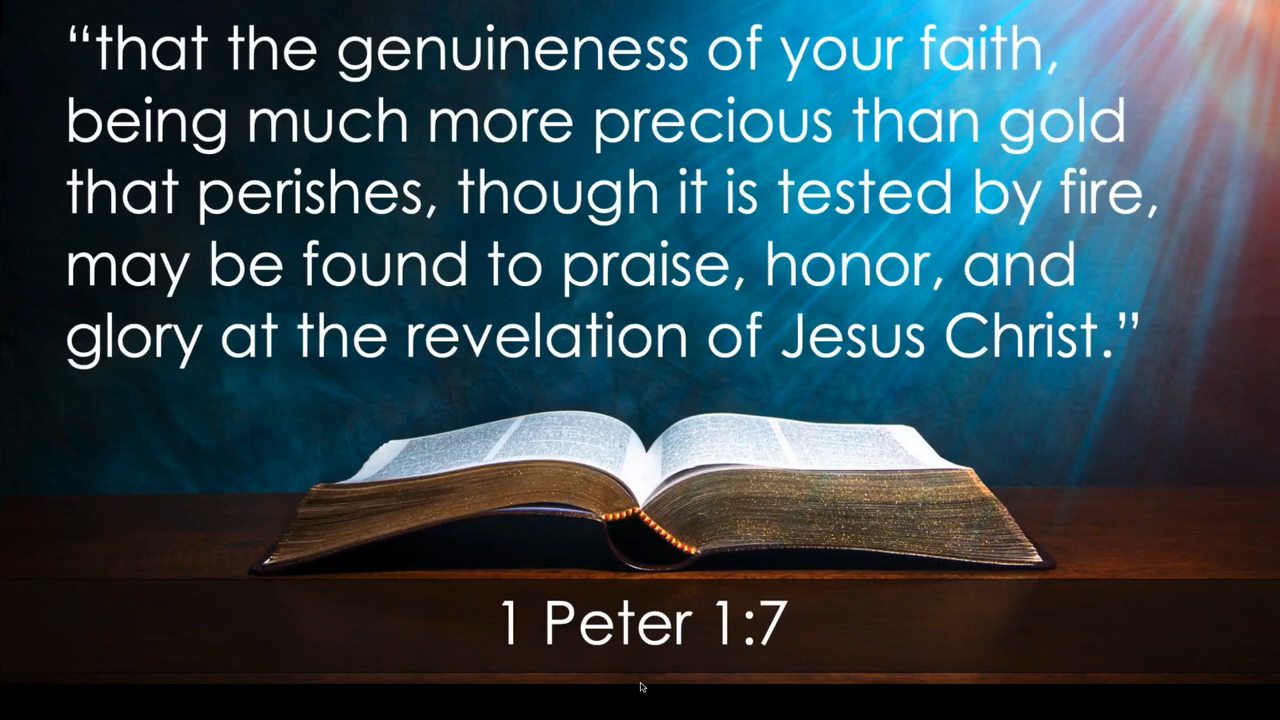 “that the genuineness of your faith,
being much more precious than gold
that perishes, though it is tested by fire,
may be found to praise, honor, and
glory at the revelation of Jesus Christ.”
1 Peter 1:7